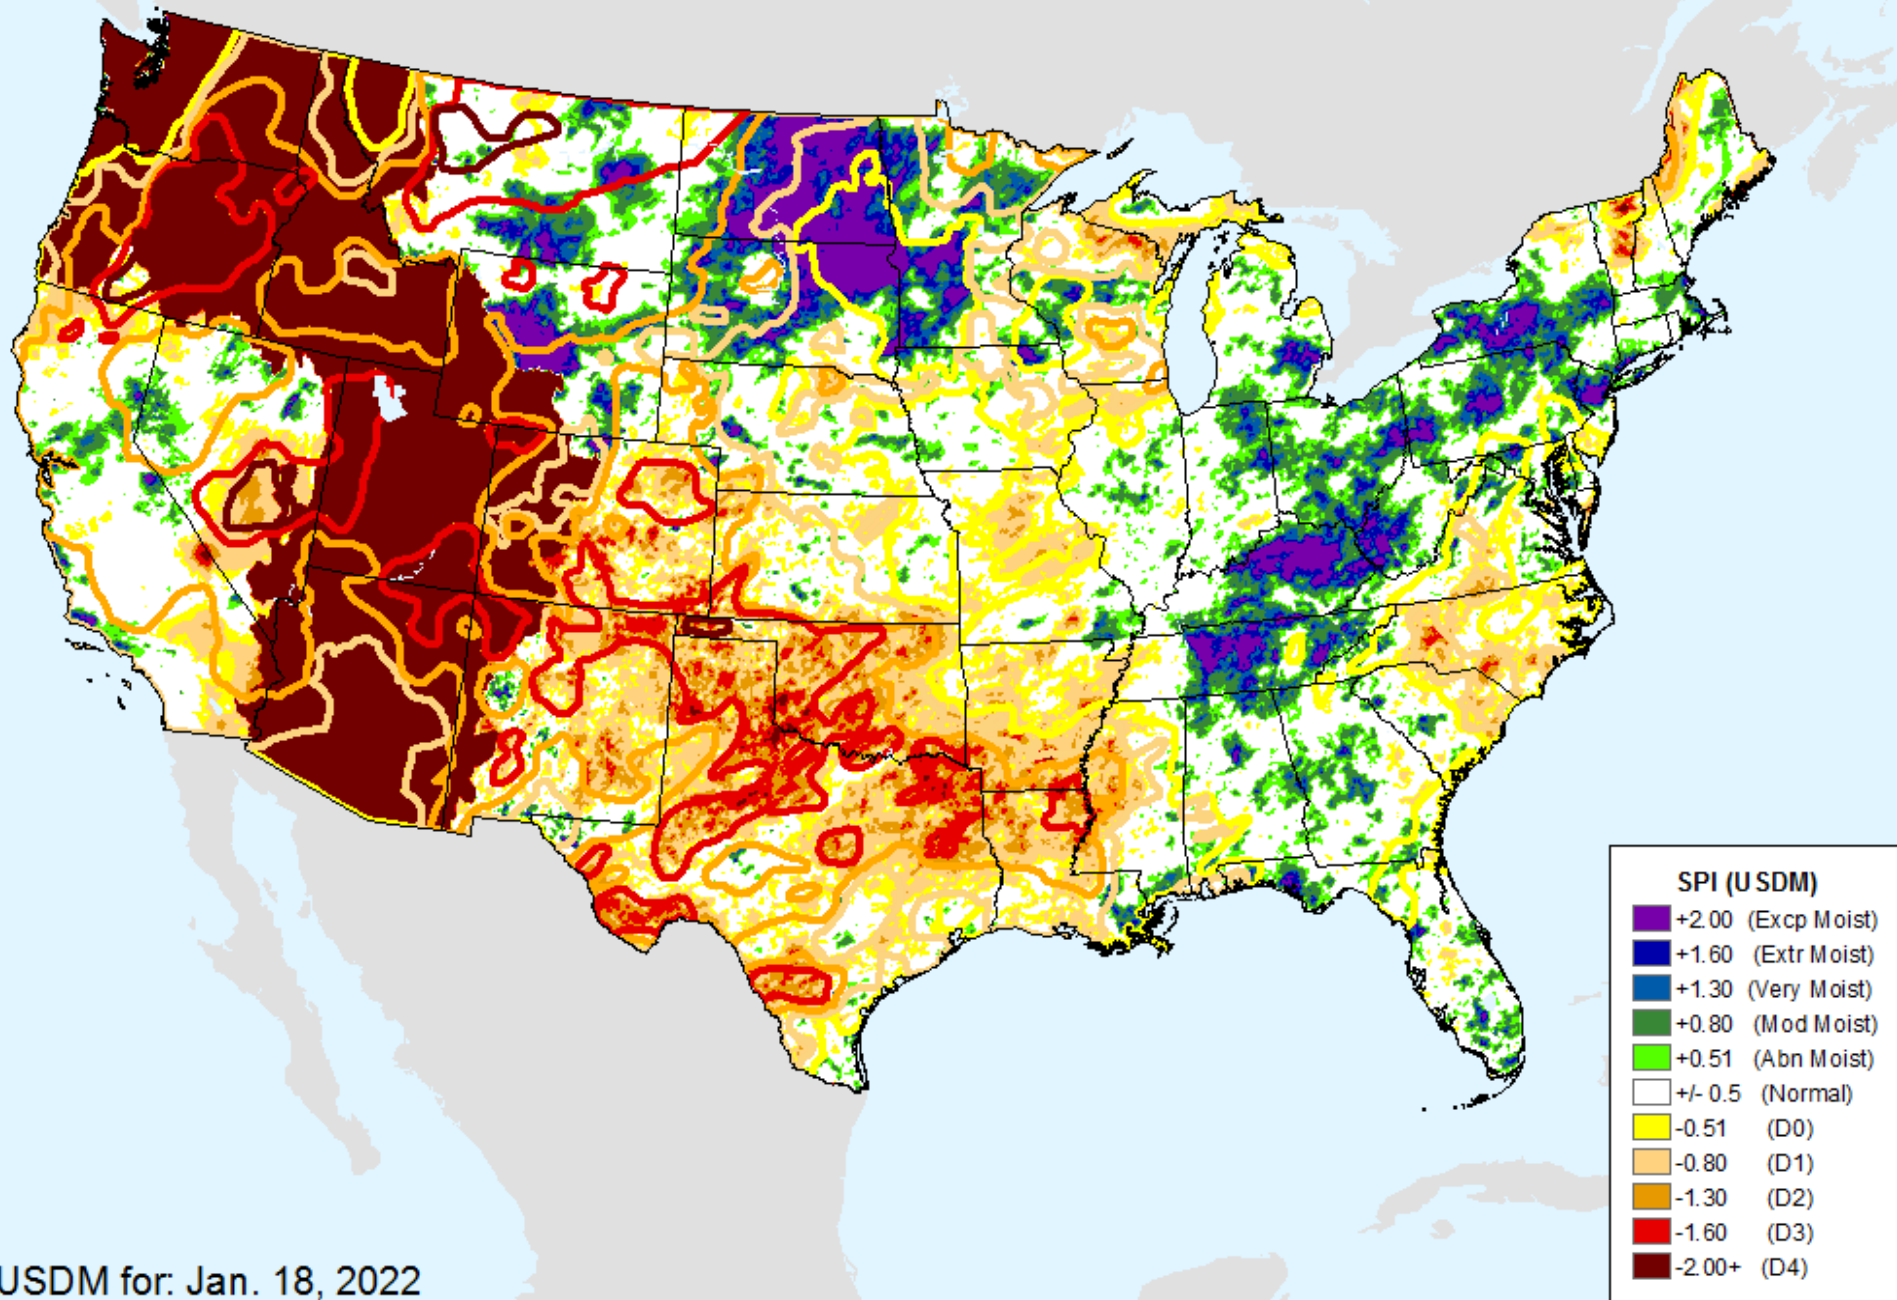 SPI (USDM)
+2.00 (Excp Moist)
+1.60 (Extr Moist)
+1.30 (Very Moist)
+0.80 (Mod Moist)
+0.51 (Abn Moist)
+/- 0.5 (Normal)
-0.51 (D0)
-0.80 (D1)
-1.30 (D2)
-1.60 (D3)
-2.00+ (D4)
USDM for: Jan. 18, 2022